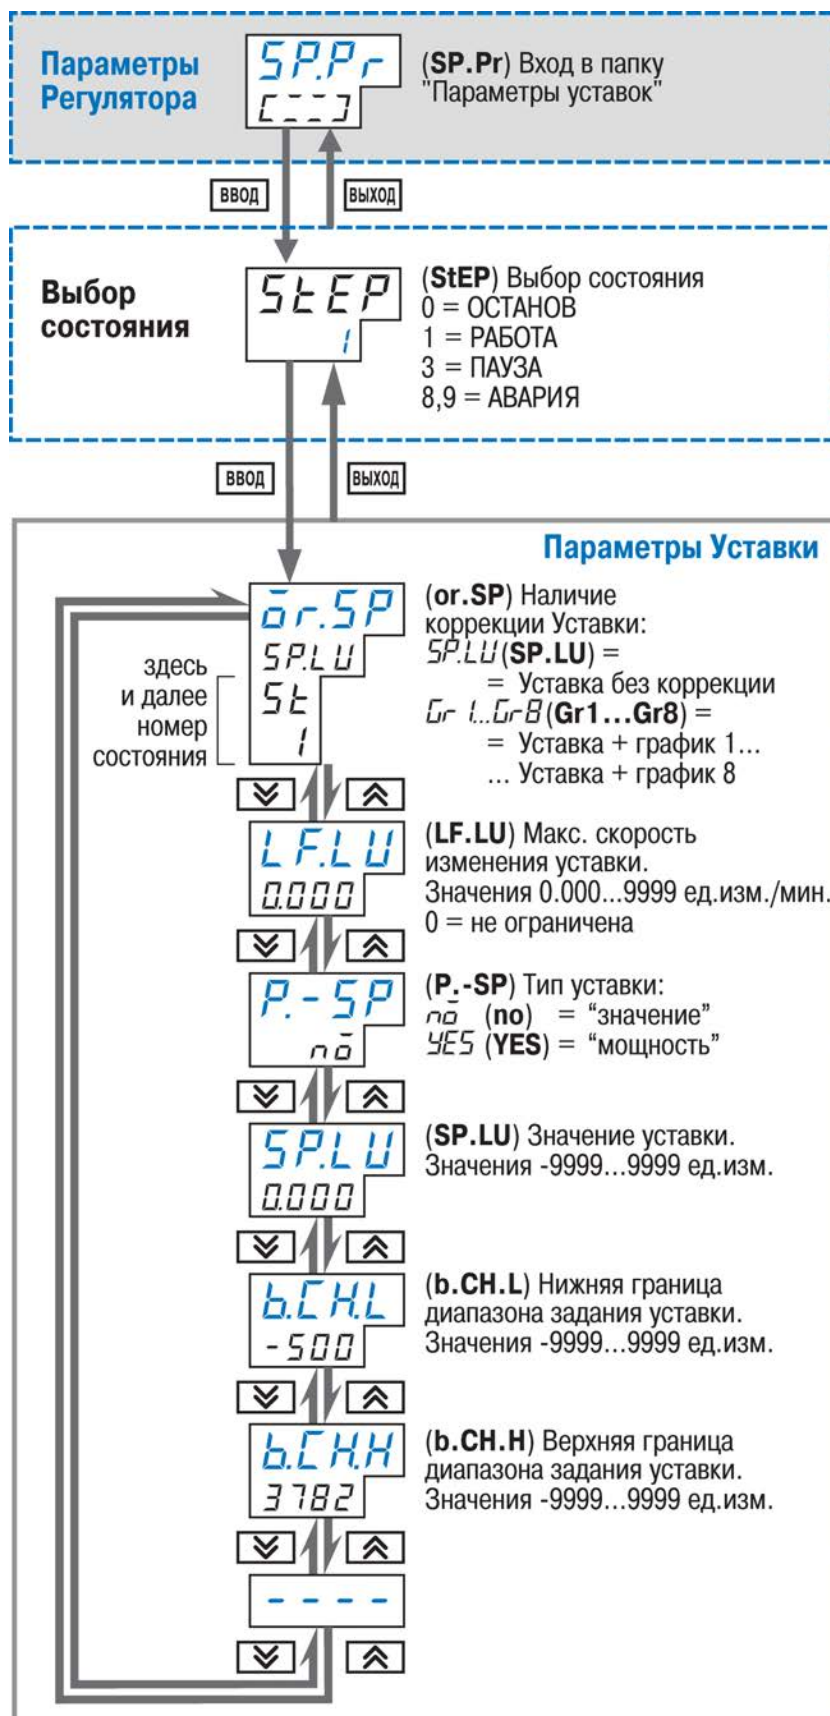 Параметры
Регулятора
SP.Pr
[---]
(SP.Pr) Вход в папку
"Параметры уставок"
ВВОД
ВЫХОД
Выбор
состояния
StEP
1
(StEP) Выбор состояния
0 = ОСТАНОВ
1 = РАБОТА
3 = ПАУЗА
8,9 = АВАРИЯ
ВВОД
ВЫХОД
Параметры Уставки
or.SP
SP.LU
St
1
здесь
и далее
номер
состояния
(or.SP) Наличие
коррекции Уставки:
SP.LU (SP.LU) =
= Уставка без коррекции
Gr 1...Gr8 (Gr1...Gr8) =
= Уставка + график 1...
... Уставка + график 8
LF.LU
0.000
(LF.LU) Макс. скорость
изменения уставки.
Значения 0.000...9999 ед.изм./мин.
0 = не ограничена
P.-SP
no
(P.-SP) Тип уставки:
no (no) = “значение”
YES (YES) = “мощность”
SP.LU
0.000
(SP.LU) Значение уставки.
Значения -9999...9999 ед.изм.
b.CH.L
-500
(b.CH.L) Нижняя граница
диапазона задания уставки.
Значения -9999...9999 ед.изм.
b.CH.H
3782
(b.CH.H) Верхняя граница
диапазона задания уставки.
Значения -9999...9999 ед.изм.
- - - -